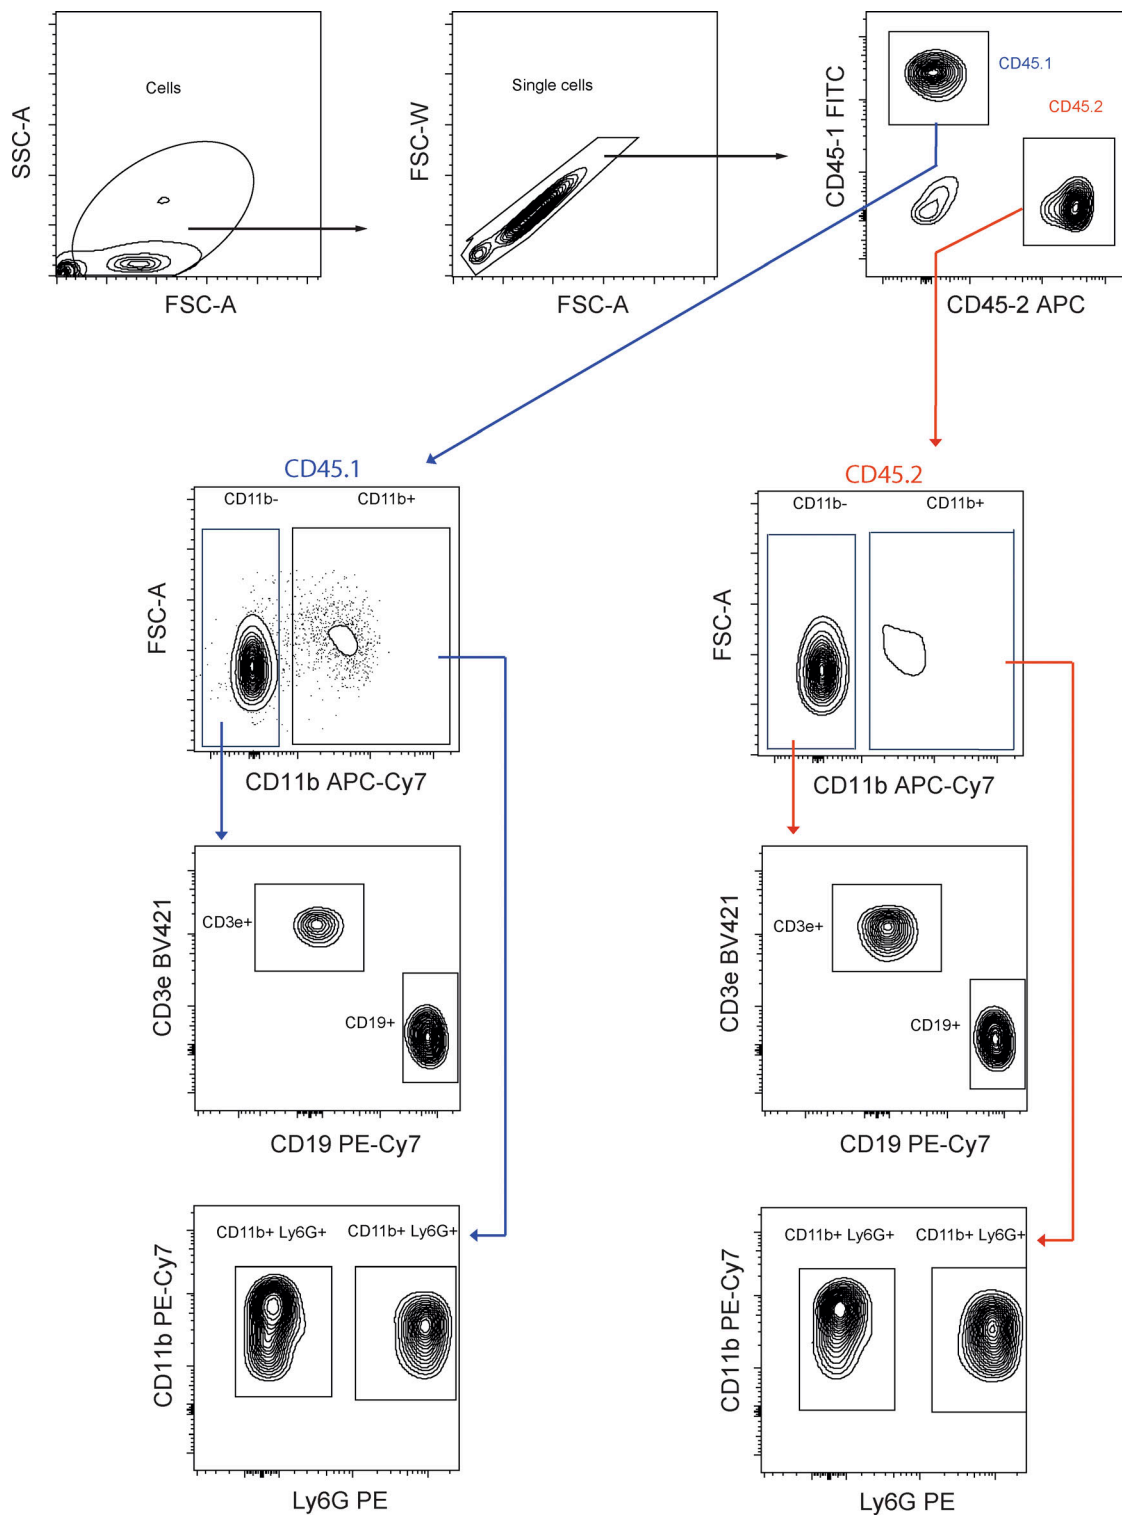 SSC-A
Cells
FSC-A
FSC-W
Single cells
FSC-A
CD45-1 FITC
CD45.1
CD45.2
CD45-2 APC
CD45.1
CD11b-
CD11b+
FSC-A
CD11b APC-Cy7
CD45.2
CD11b-
CD11b+
FSC-A
CD11b APC-Cy7
CD3e BV421
CD3e+
CD19+
CD19 PE-Cy7
CD3e BV421
CD3e+
CD19+
CD19 PE-Cy7
CD11b PE-Cy7
CD11b+ Ly6G+
CD11b+ Ly6G+
Ly6G PE
CD11b PE-Cy7
CD11b+ Ly6G+
CD11b+ Ly6G+
Ly6G PE